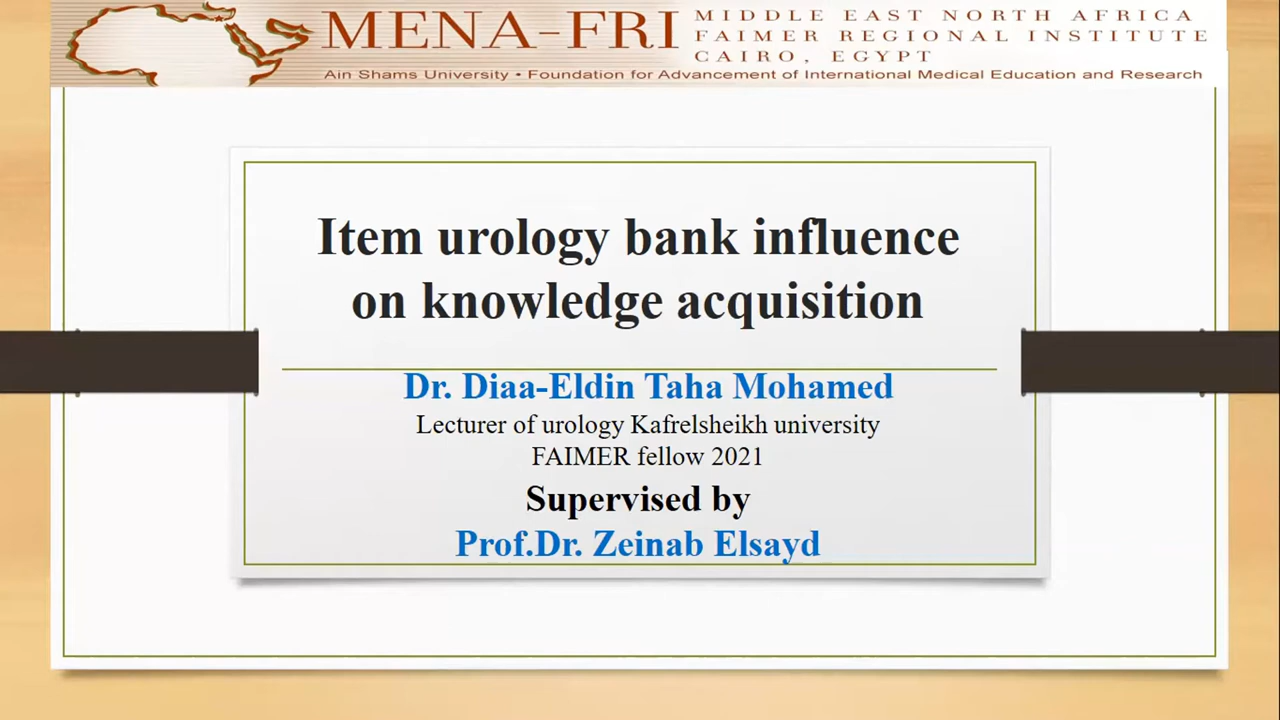 MENA-FRI
MIDDLE EAST NORTH AFRICA
FAIMER REGIONAL INSTITUTE
CAIRO, EGYPT
Ain Shams University • Foundation for Advancement of International Medical Education and Research
Item urology bank influence
on knowledge acquisition
Dr. Diaa-Eldin Taha Mohamed
Lecturer of urology Kafrelsheikh university
FAIMER fellow 2021
Supervised by
Prof.Dr. Zeinab Elsayd